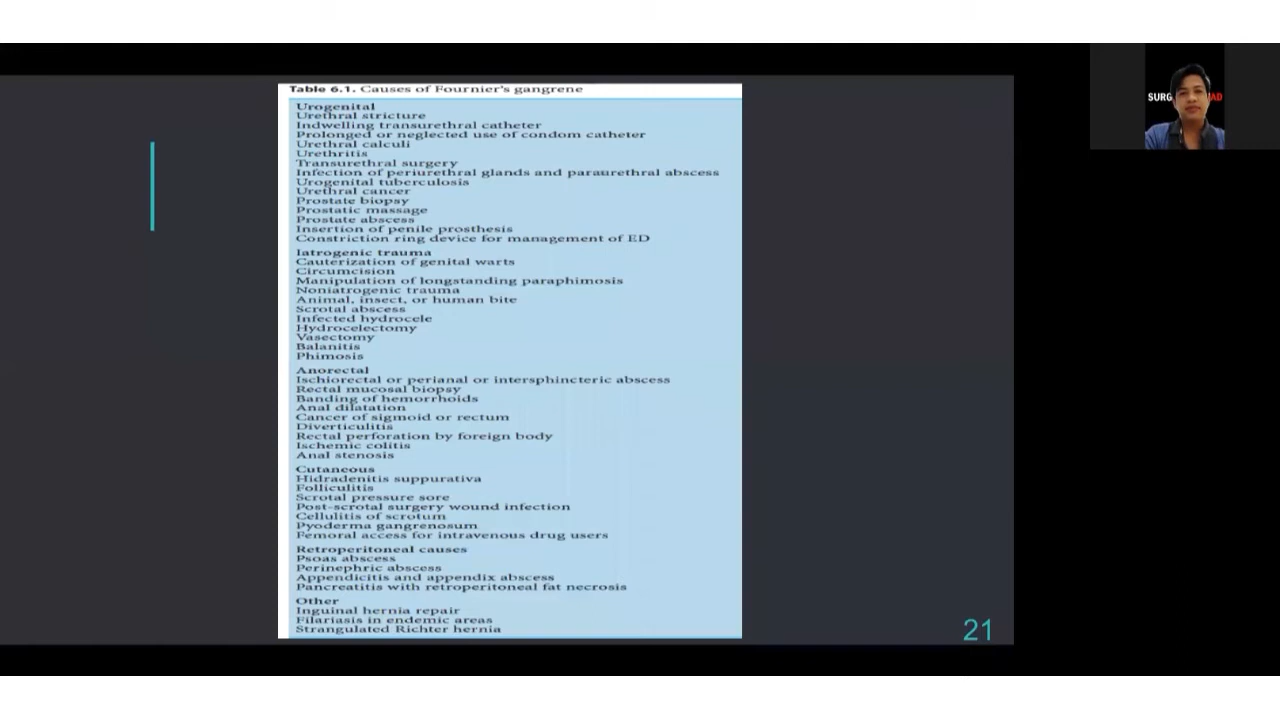 Table 6.1. Causes of Fournier's gangrene
Urogenital
Urethral stricture
Indwelling transurethral catheter
Prolonged or neglected use of condom catheter
Urethral calculi
Urethritis
Transurethral surgery
Infection of periurethral glands and paraurethral abscess
Urogenital tuberculosis
Urethral cancer
Prostate biopsy
Prostatic massage
Prostate abscess
Insertion of penile prosthesis
Constriction ring device for management of ED
Iatrogenic trauma
Cauterization of genital warts
Circumcision
Manipulation of longstanding paraphimosis
Noniatrogenic trauma
Animal, insect, or human bite
Scrotal abscess
Infected hydrocele
Hydrocelectomy
Vasectomy
Balanitis
Phimosis
Anorectal
Ischiorectal or perianal or intersphincteric abscess
Rectal mucosal biopsy
Banding of hemorrhoids
Anal dilatation
Cancer of sigmoid or rectum
Diverticulitis
Rectal perforation by foreign body
Ischemic colitis
Anal stenosis
Cutaneous
Hidradenitis suppurativa
Folliculitis
Scrotal pressure sore
Post-scrotal surgery wound infection
Cellulitis of scrotum
Pyoderma gangrenosum
Femoral access for intravenous drug users
Retroperitoneal causes
Psoas abscess
Perinephric abscess
Appendicitis and appendix abscess
Pancreatitis with retroperitoneal fat necrosis
Other
Inguinal hernia repair
Filariasis in endemic areas
Strangulated Richter hernia
21